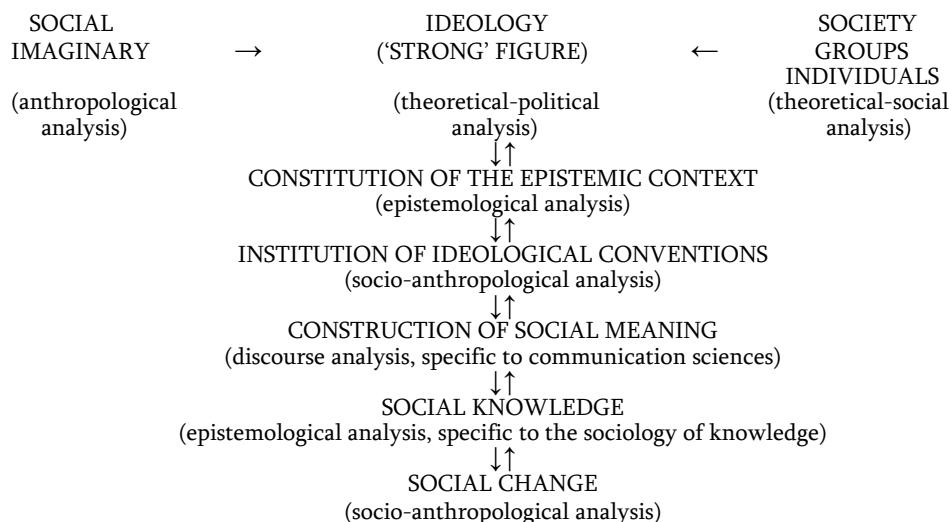 SOCIAL IDEOLOGY SOCIETY
IMAGINARY → (‘STRONG’ FIGURE) ← GROUPS
INDIVIDUALS
(anthropological (theoretical-political (theoretical-social
analysis) analysis) analysis)
↓↑
CONSTITUTION OF THE EPISTEMIC CONTEXT
(epistemological analysis)
↓↑
INSTITUTION OF IDEOLOGICAL CONVENTIONS
(socio-anthropological analysis)
↓↑
CONSTRUCTION OF SOCIAL MEANING
(discourse analysis, specific to communication sciences)
↓↑
SOCIAL KNOWLEDGE
(epistemological analysis, specific to the sociology of knowledge)
↓↑
SOCIAL CHANGE
(socio-anthropological analysis)